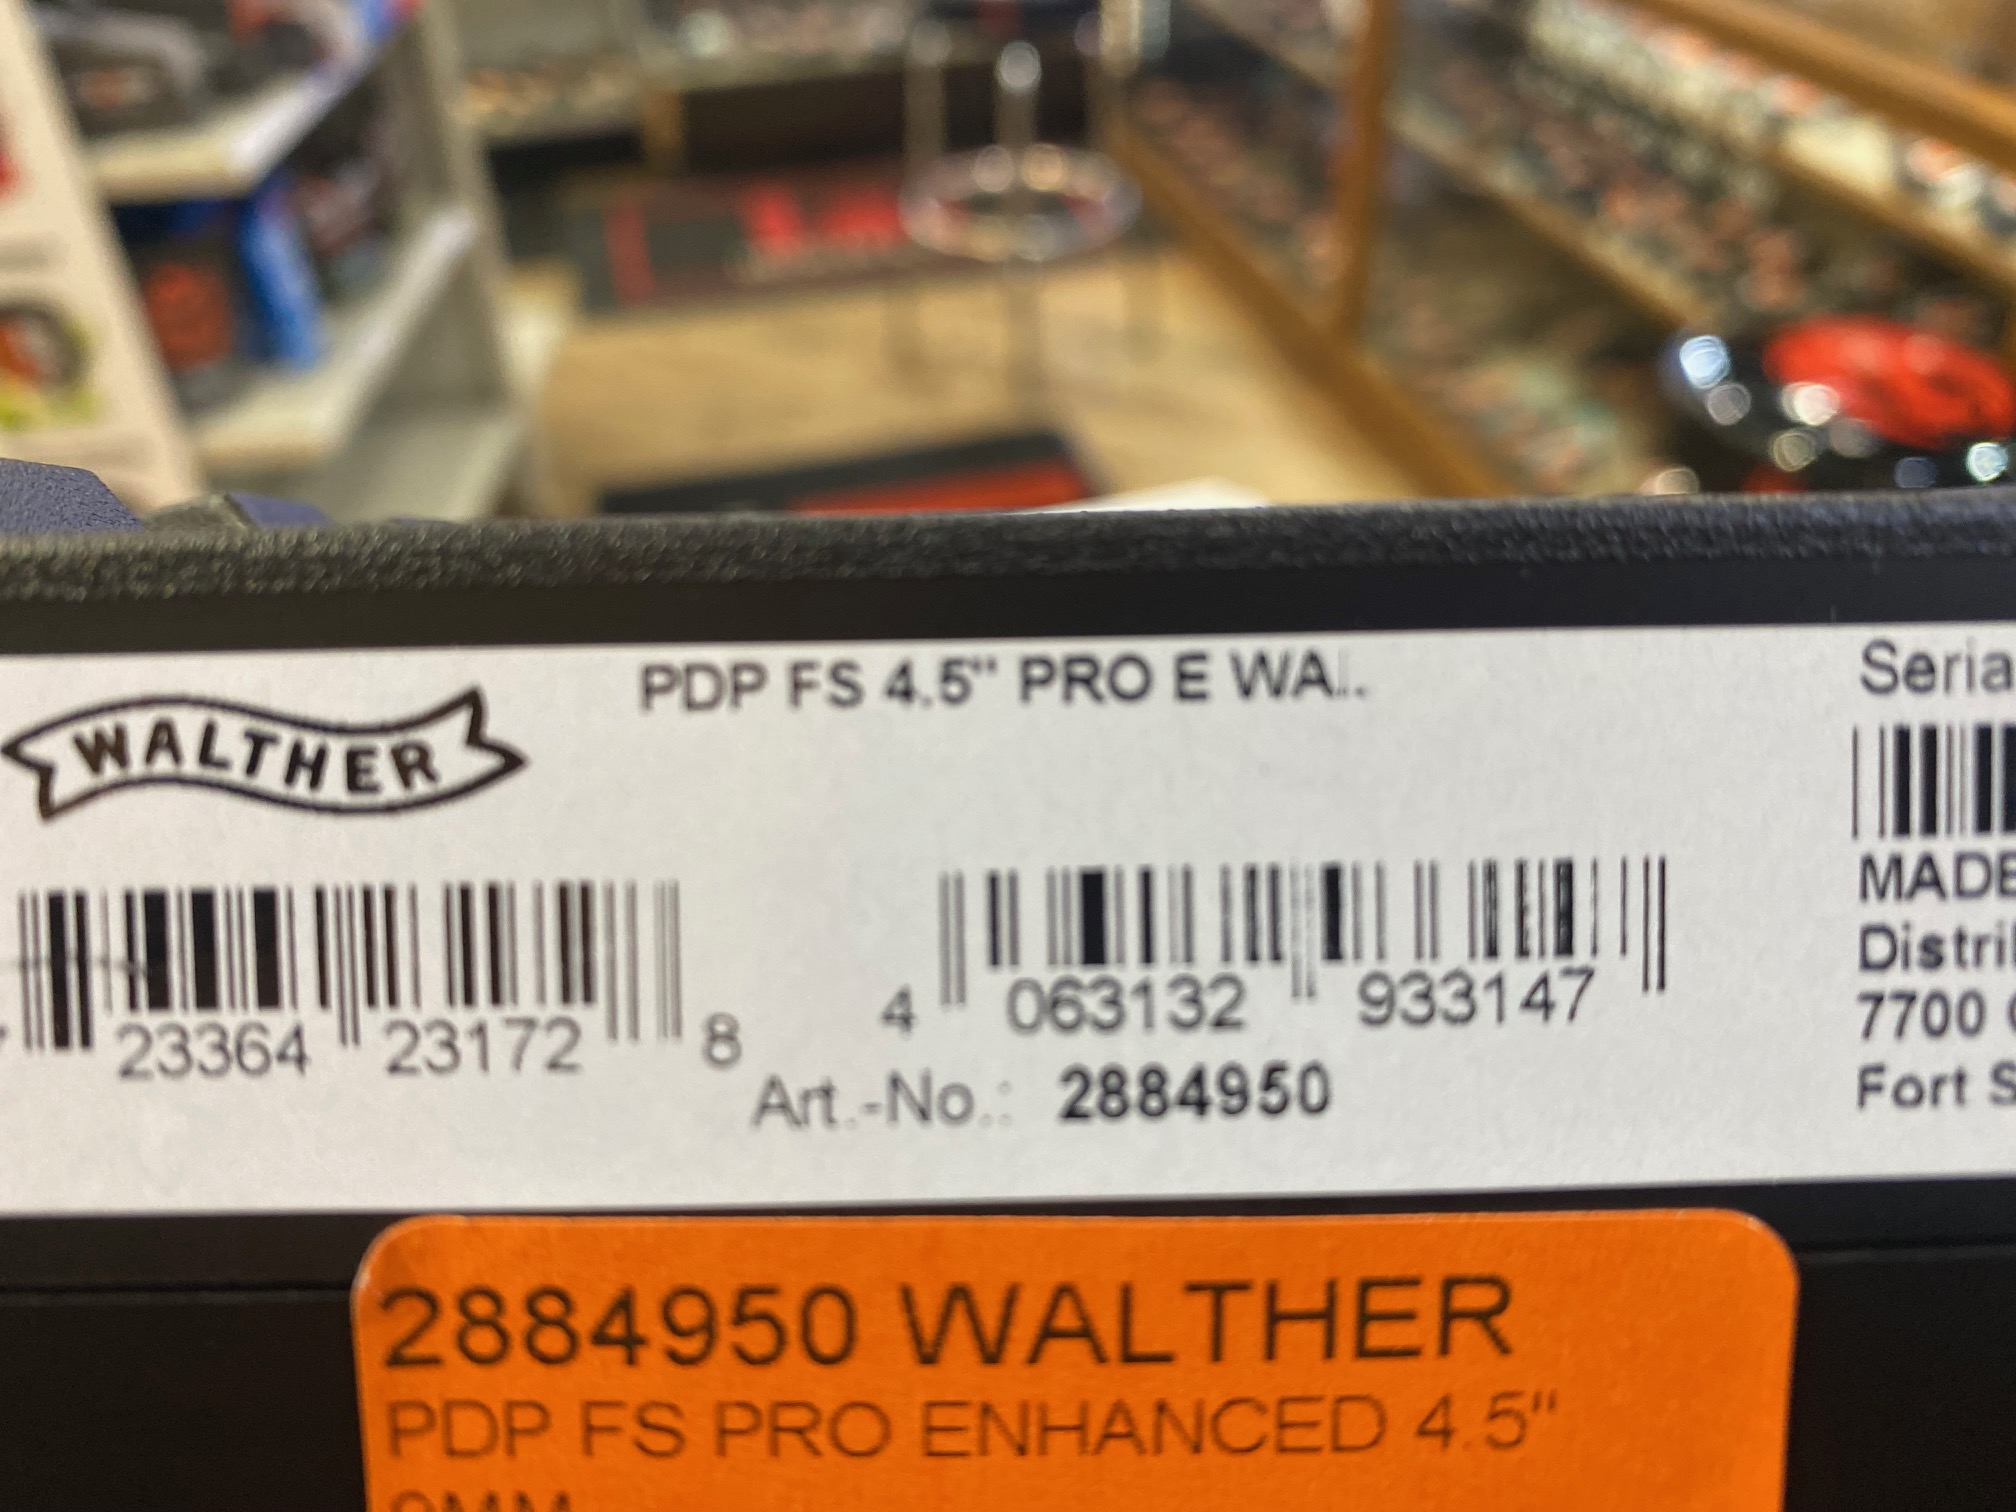 PDP FS 4.5" PRO E WA
WALTHER
Seria
23364 23172 8
4 063132 933147
Art.-No.: 2884950
MADE
Distri
7700
Fort S
2884950 WALTHER
PDP FS PRO ENHANCED 4.5"
9MM